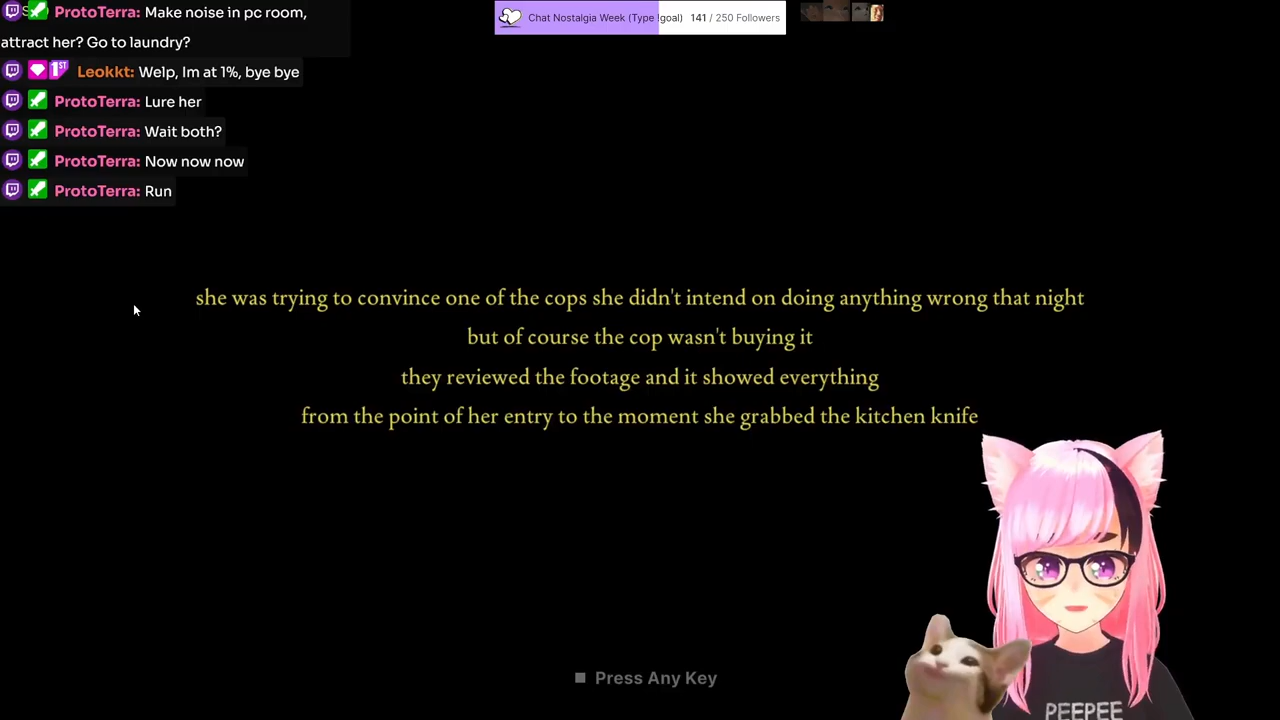 ProtoTerra: Make noise in pc room,
attract her? Go to laundry?
1ST Leokkt: Welp, Im at 1%, bye bye
ProtoTerra: Lure her
ProtoTerra: Wait both?
ProtoTerra: Now now now
ProtoTerra: Run
Chat Nostalgia Week (Type !goal) 141 / 250 Followers
she was trying to convince one of the cops she didn't intend on doing anything wrong that night
but of course the cop wasn't buying it
they reviewed the footage and it showed everything
from the point of her entry to the moment she grabbed the kitchen knife
Press Any Key
PEEPEE